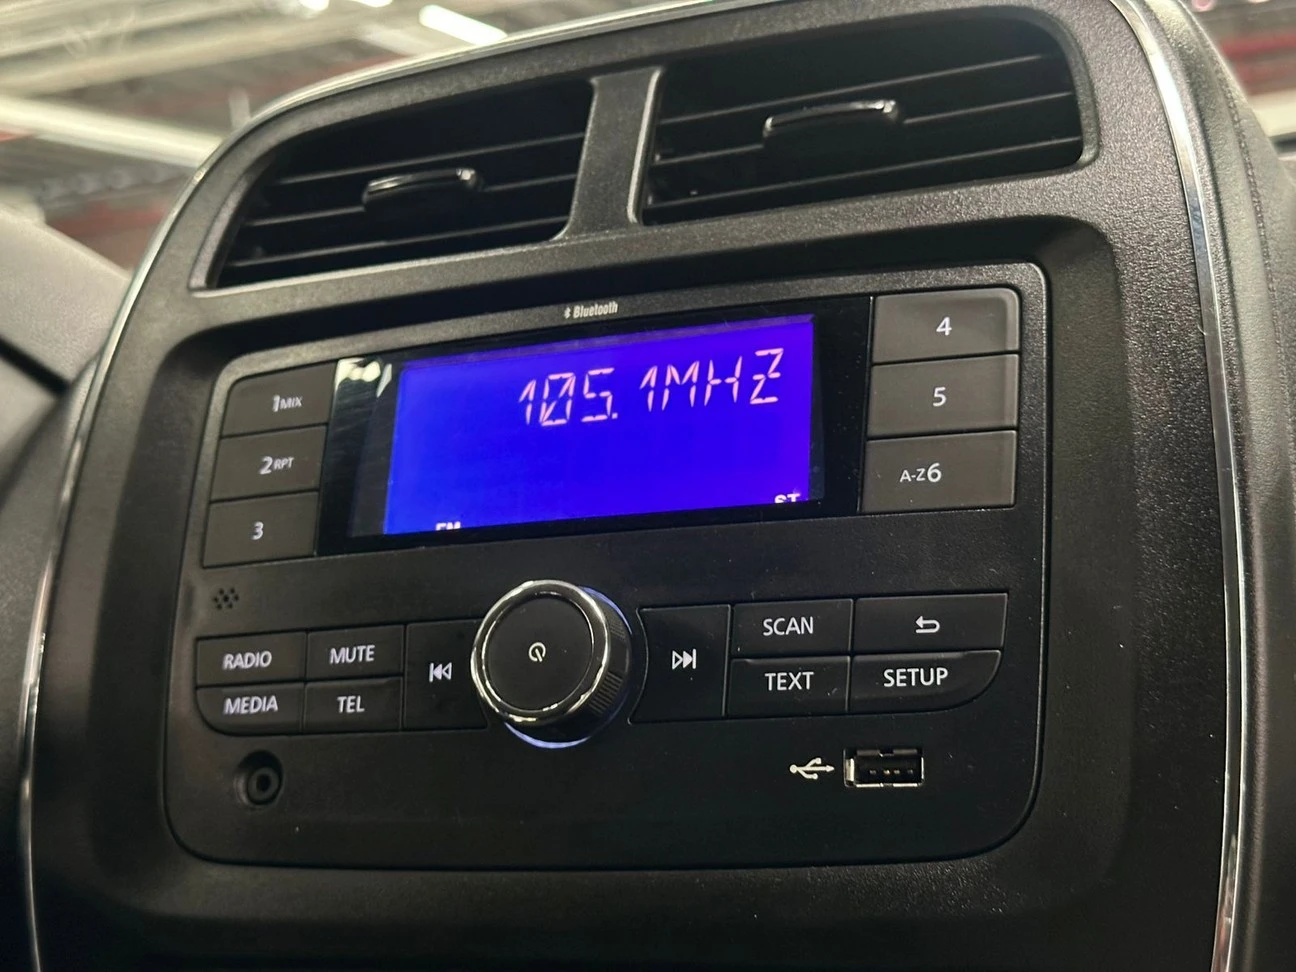 Bluetooth
105.1MHZ
FM
ST
1MIX
2RPT
3
4
5
A-Z6
RADIO
MUTE
MEDIA
TEL
SCAN
TEXT
SETUP